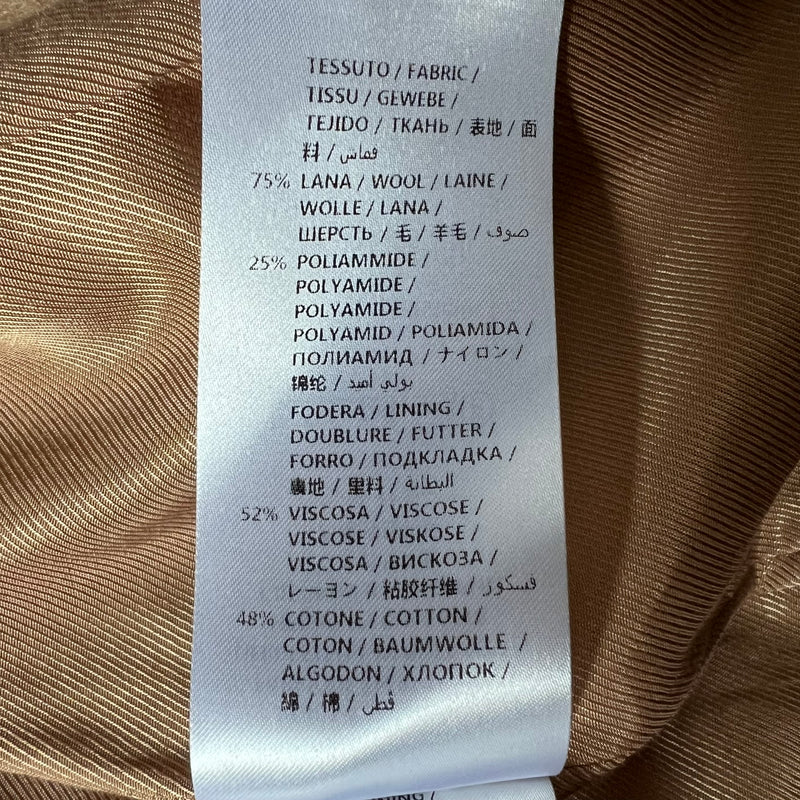 TESSUTO / FABRIC /
TISSU / GEWEBE /
TEJIDO / ТКАНЬ / 表地 / 面
料 / قماش
75% LANA / WOOL / LAINE /
WOLLE / LANA /
ШЕРСТЬ / 毛 / 羊毛 / صوف
25% POLIAMMIDE /
POLYAMIDE /
POLYAMIDE /
POLYAMID / POLIAMIDA /
ПОЛИАМИД / ナイロン /
锦纶 / بولي أميد
FODERA / LINING /
DOUBLURE / FUTTER /
FORRO / ПОДКЛАДКА /
裏地 / 里料 / البطانة
52% VISCOSA / VISCOSE /
VISCOSE / VISKOSE /
VISCOSA / ВИСКОЗА /
レーヨン / 粘胶纤维 / فسكوز
48% COTONE / COTTON /
COTON / BAUMWOLLE /
ALGODON / ХЛОПОК /
綿 / 棉 / قطن